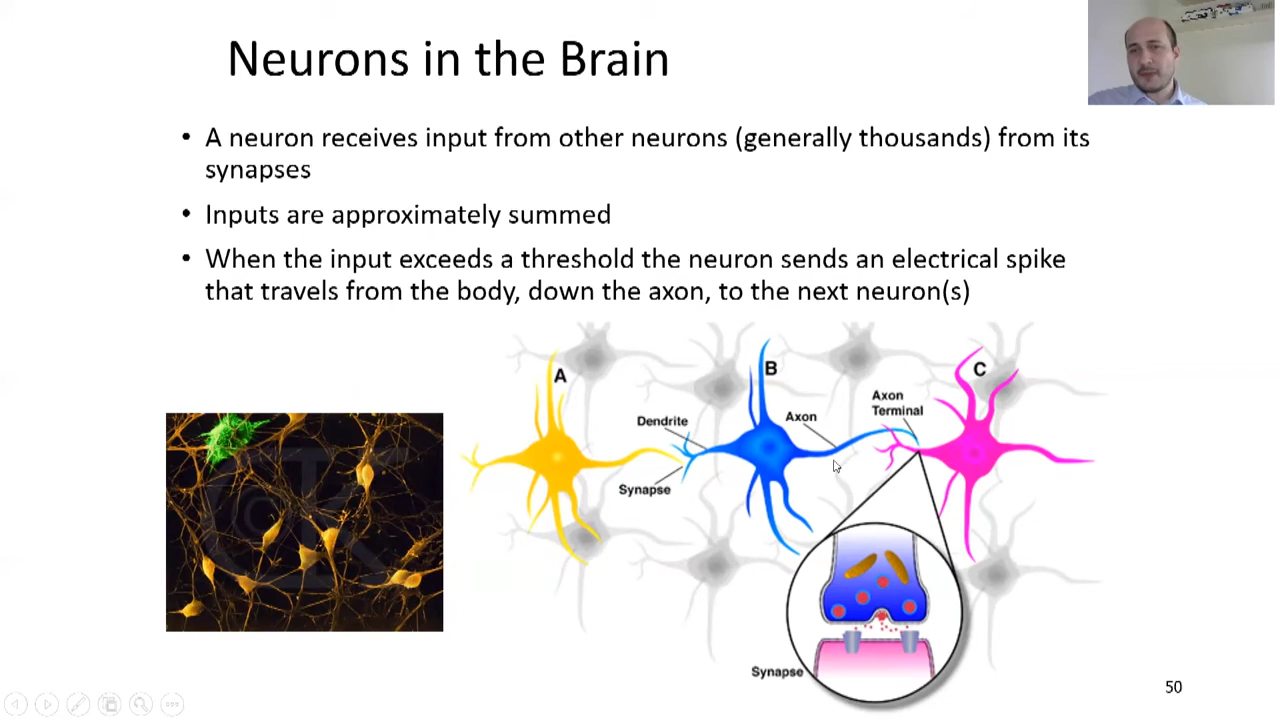 Neurons in the Brain
• A neuron receives input from other neurons (generally thousands) from its
synapses
• Inputs are approximately summed
• When the input exceeds a threshold the neuron sends an electrical spike
that travels from the body, down the axon, to the next neuron(s)
A
B
C
Dendrite
Axon
Axon
Terminal
Synapse
Synapse
50